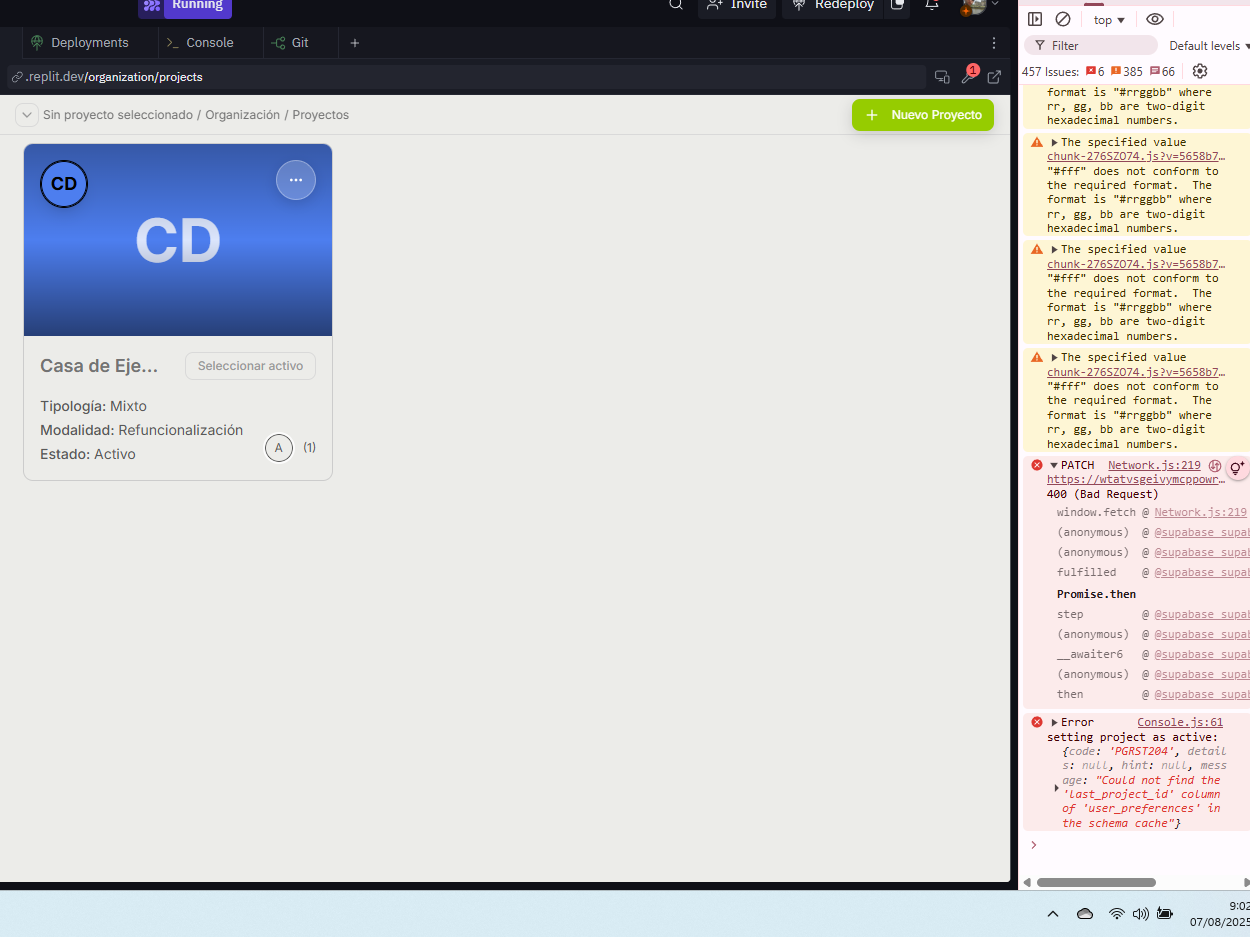 Running
Invite
Redeploy
Deployments
Console
Git
.replit.dev/organization/projects
1
Sin proyecto seleccionado / Organización / Proyectos
+ Nuevo Proyecto
CD
...
CD
Casa de Eje...
Seleccionar activo
Tipología: Mixto
Modalidad: Refuncionalización
Estado: Activo
A
(1)
top
Filter
Default levels
457 Issues: 6 385 66
format is "#rrggbb" where
rr, gg, bb are two-digit
hexadecimal numbers.
The specified value
chunk-276SZO74.js?v=5658b7…
"#fff" does not conform to
the required format.  The
format is "#rrggbb" where
rr, gg, bb are two-digit
hexadecimal numbers.
The specified value
chunk-276SZO74.js?v=5658b7…
"#fff" does not conform to
the required format.  The
format is "#rrggbb" where
rr, gg, bb are two-digit
hexadecimal numbers.
The specified value
chunk-276SZO74.js?v=5658b7…
"#fff" does not conform to
the required format.  The
format is "#rrggbb" where
rr, gg, bb are two-digit
hexadecimal numbers.
PATCH Network.js:219
https://wtatvsgeivymcppowr…
400 (Bad Request)
window.fetch @ Network.js:219
(anonymous) @ @supabase_supab
(anonymous) @ @supabase_supab
fulfilled @ @supabase_supab
Promise.then
step @ @supabase_supab
(anonymous) @ @supabase_supab
__awaiter6 @ @supabase_supab
(anonymous) @ @supabase_supab
then @ @supabase_supab
Error Console.js:61
setting project as active:
{code: 'PGRST204', detail
s: null, hint: null, mess
age: "Could not find the
'last_project_id' column
of 'user_preferences' in
the schema cache"}
9:02
07/08/2025